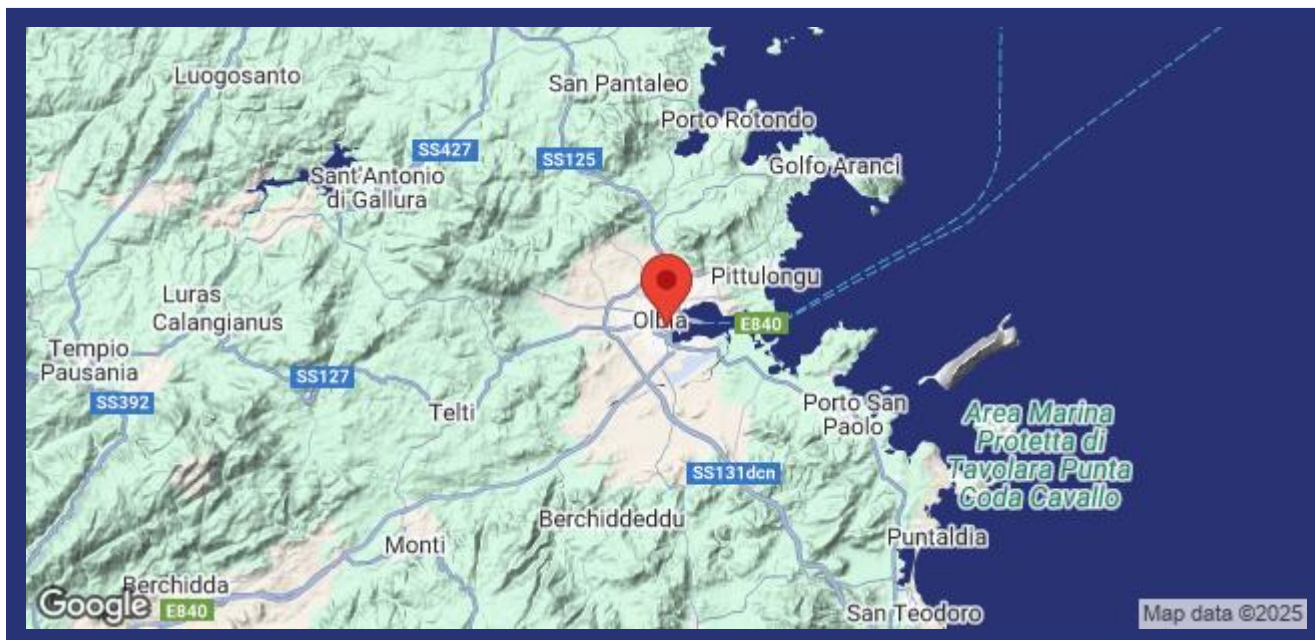 Luogosanto
San Pantaleo
Porto Rotondo
SS427
SS125
Golfo Aranci
Sant'Antonio
di Gallura
Pittulongu
Luras
Calangianus
Olbia
E840
Tempio
Pausania
SS127
SS392
Telti
Porto San
Paolo
Area Marina
Protetta di
Tavolara Punta
Coda Cavallo
SS131dcn
Berchiddeddu
Monti
Puntaldia
Berchidda
E840
San Teodoro
Google
Map data ©2025